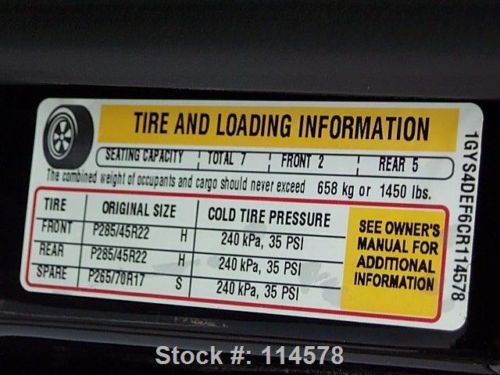 TIRE AND LOADING INFORMATION
SEATING CAPACITY TOTAL 7 FRONT 2 REAR 5
The combined weight of occupants and cargo should never exceed 658 kg or 1450 lbs.
TIRE ORIGINAL SIZE COLD TIRE PRESSURE
FRONT P285/45R22 H 240 kPa, 35 PSI
REAR P285/45R22 H 240 kPa, 35 PSI
SPARE P265/70R17 S 240 kPa, 35 PSI
SEE OWNER'S
MANUAL FOR
ADDITIONAL
INFORMATION
1GYS4DEF6CR114578
Stock #: 114578